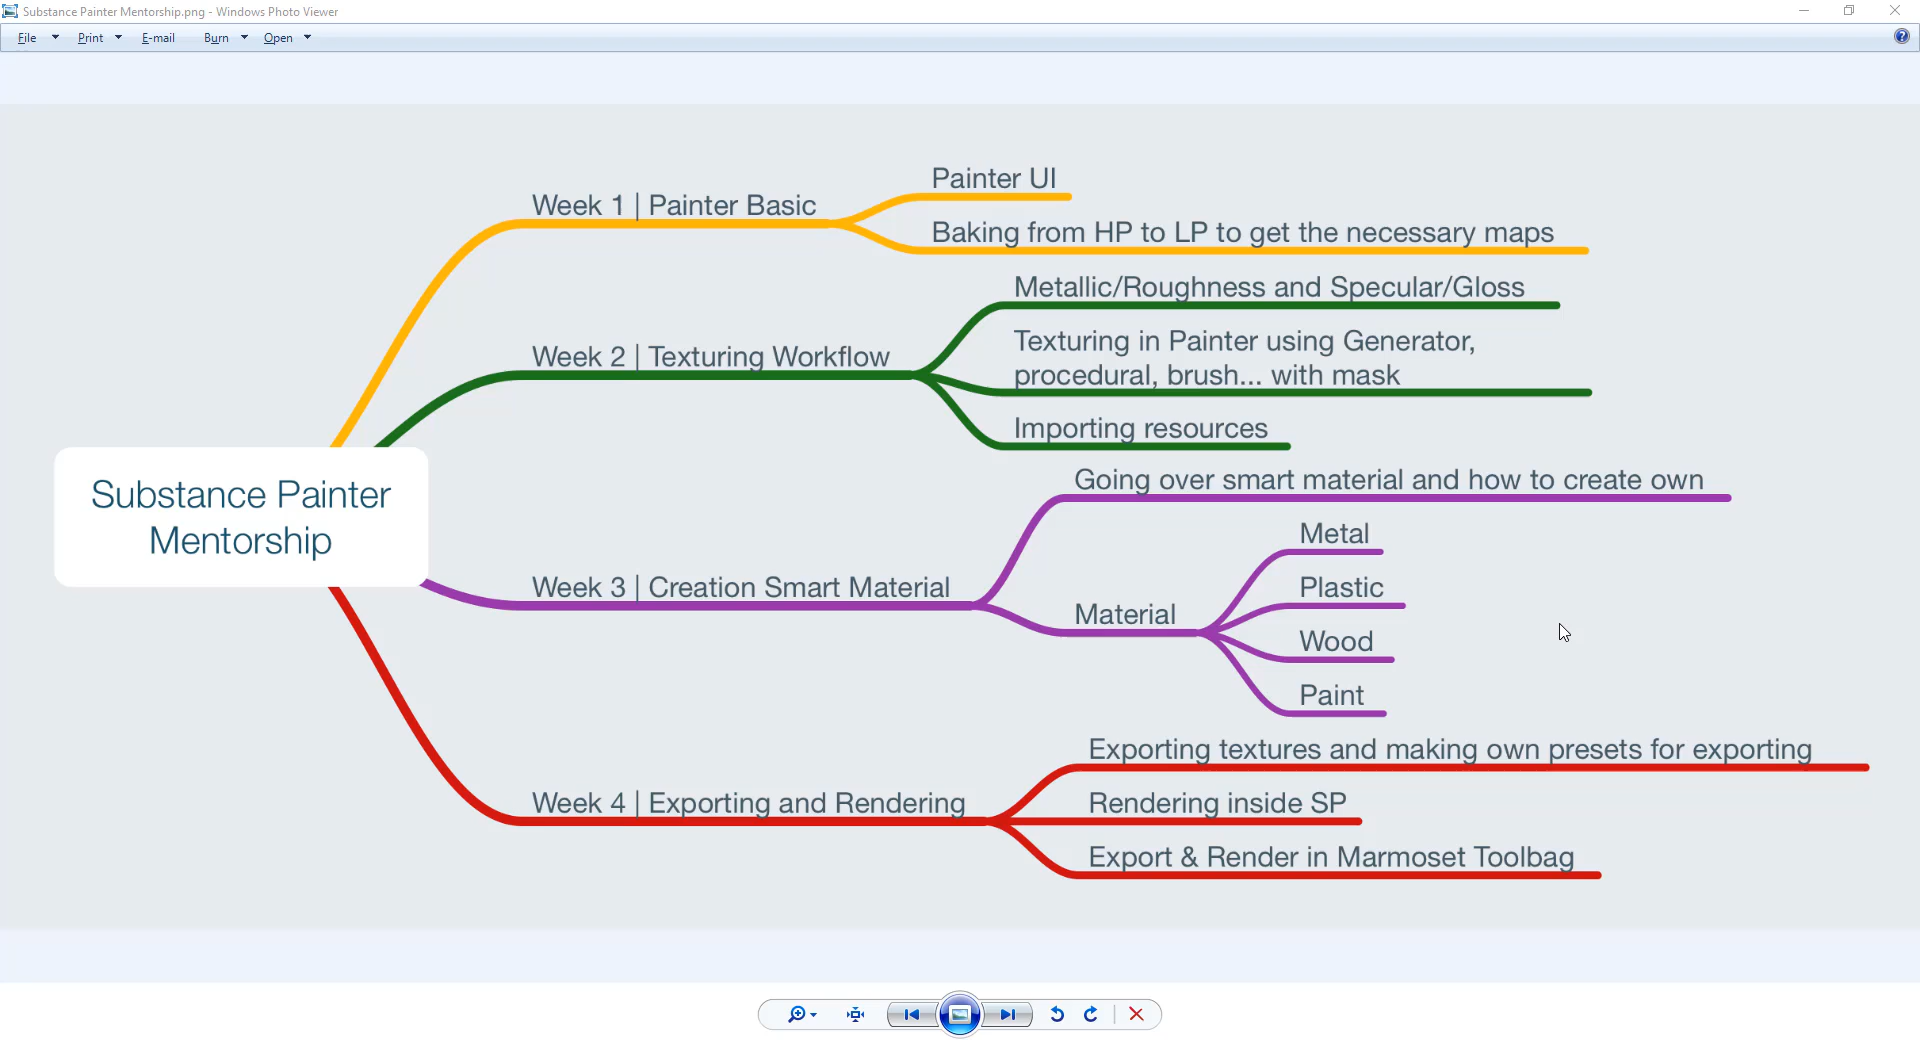 Substance Painter Mentorship.png - Windows Photo Viewer
File Print E-mail Burn Open
Painter UI
Week 1 | Painter Basic
Baking from HP to LP to get the necessary maps
Metallic/Roughness and Specular/Gloss
Week 2 | Texturing Workflow
Texturing in Painter using Generator,
procedural, brush... with mask
Importing resources
Substance Painter
Mentorship
Going over smart material and how to create own
Week 3 | Creation Smart Material
Material
Metal
Plastic
Wood
Paint
Exporting textures and making own presets for exporting
Week 4 | Exporting and Rendering
Rendering inside SP
Export & Render in Marmoset Toolbag